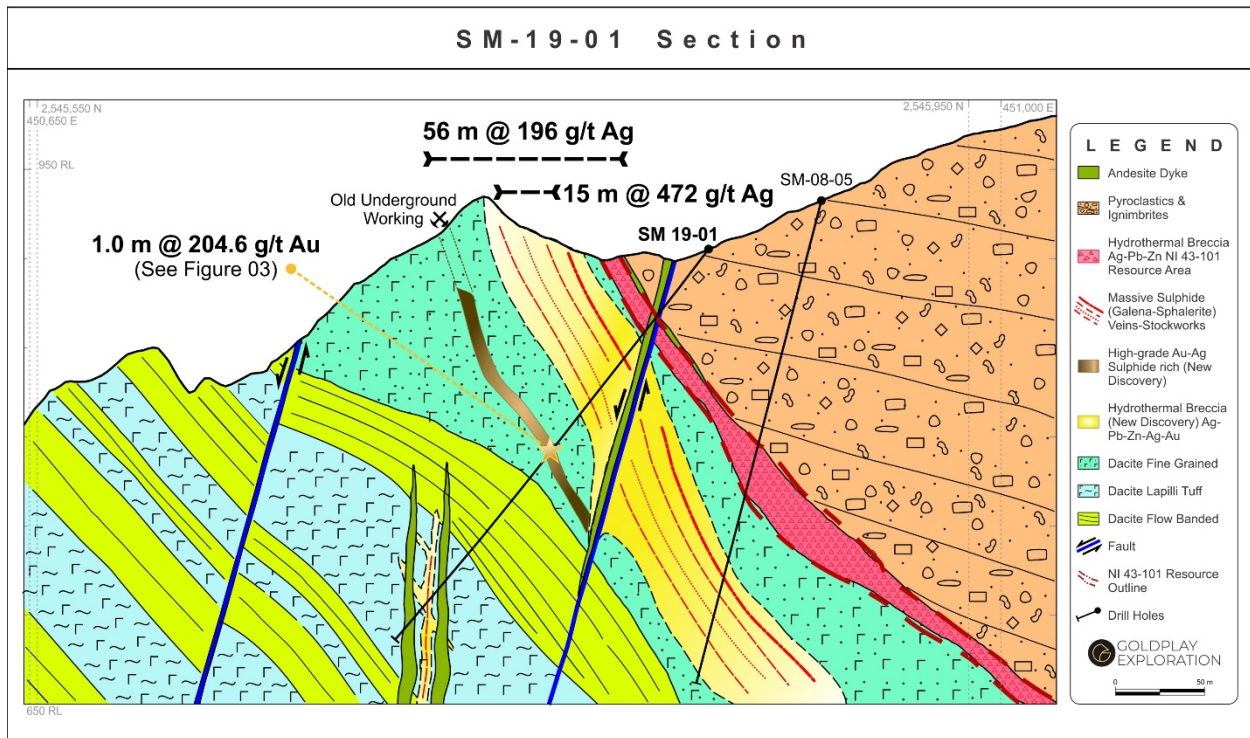 SM-19-01 Section
2,545,550 N
450,650 E
2,545,950 N
451,000 E
56 m @ 196 g/t Ag
950 RL
15 m @ 472 g/t Ag
SM-08-05
Old Underground
Working
SM 19-01
1.0 m @ 204.6 g/t Au
(See Figure 03)
650 RL
LEGEND
Andesite Dyke
Pyroclastics &
Ignimbrites
Hydrothermal Breccia
Ag-Pb-Zn NI 43-101
Resource Area
Massive Sulphide
(Galena-Sphalerite)
Veins-Stockworks
High-grade Au-Ag
Sulphide rich (New
Discovery)
Hydrothermal Breccia
(New Discovery) Ag-
Pb-Zn-Ag-Au
Dacite Fine Grained
Dacite Lapilli Tuff
Dacite Flow Banded
Fault
NI 43-101 Resource
Outline
Drill Holes
GOLDPLAY
EXPLORATION
0 50 m